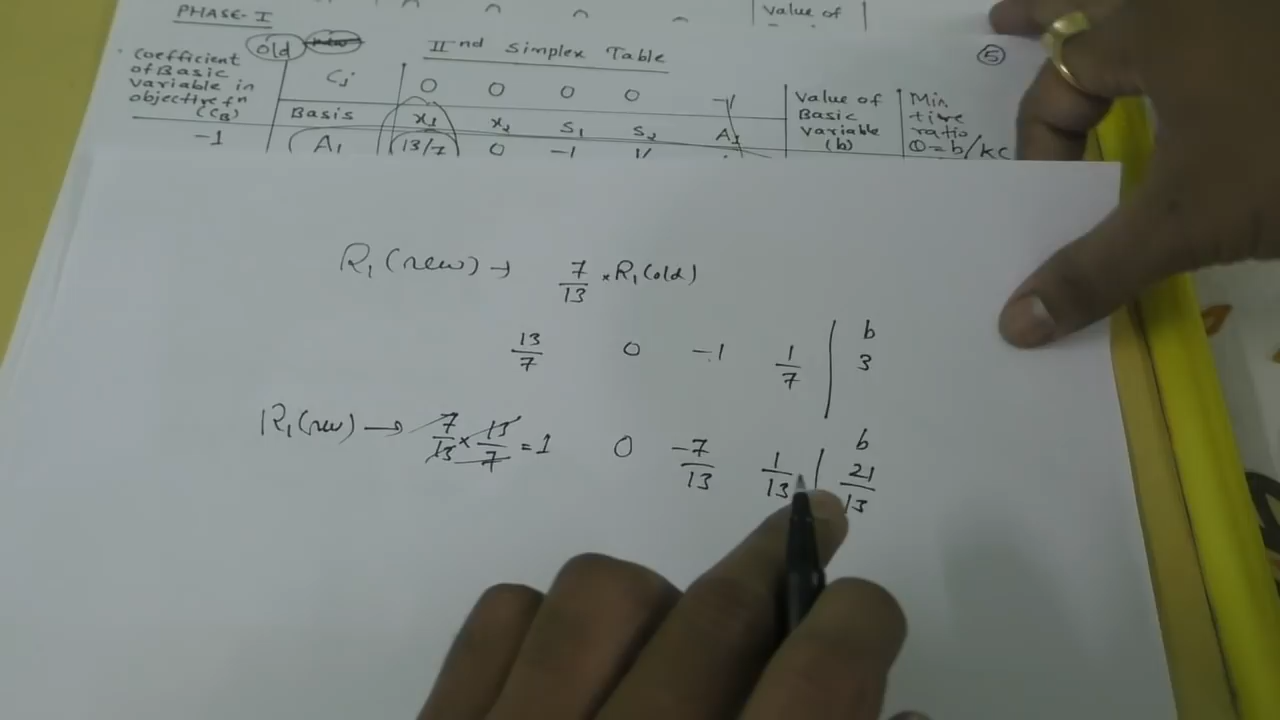 PHASE-I
Value of
old
IInd Simplex Table
5
Coefficient of Basic variable in objective fn (CB)
Cj 0 0 0 0 -1
Value of Basic variable (b)
Min tive ratio θ = b/KC
Basis x1 x2 S1 S2 A1
-1 A1 13/7 0 -1 1/
R1(new) → 7/13 × R1(old)
b
13/7 0 -1 1/7 | 3
b
R1(new) → 7/13 × 13/7 = 1 0 -7/13 1/13 | 21/13